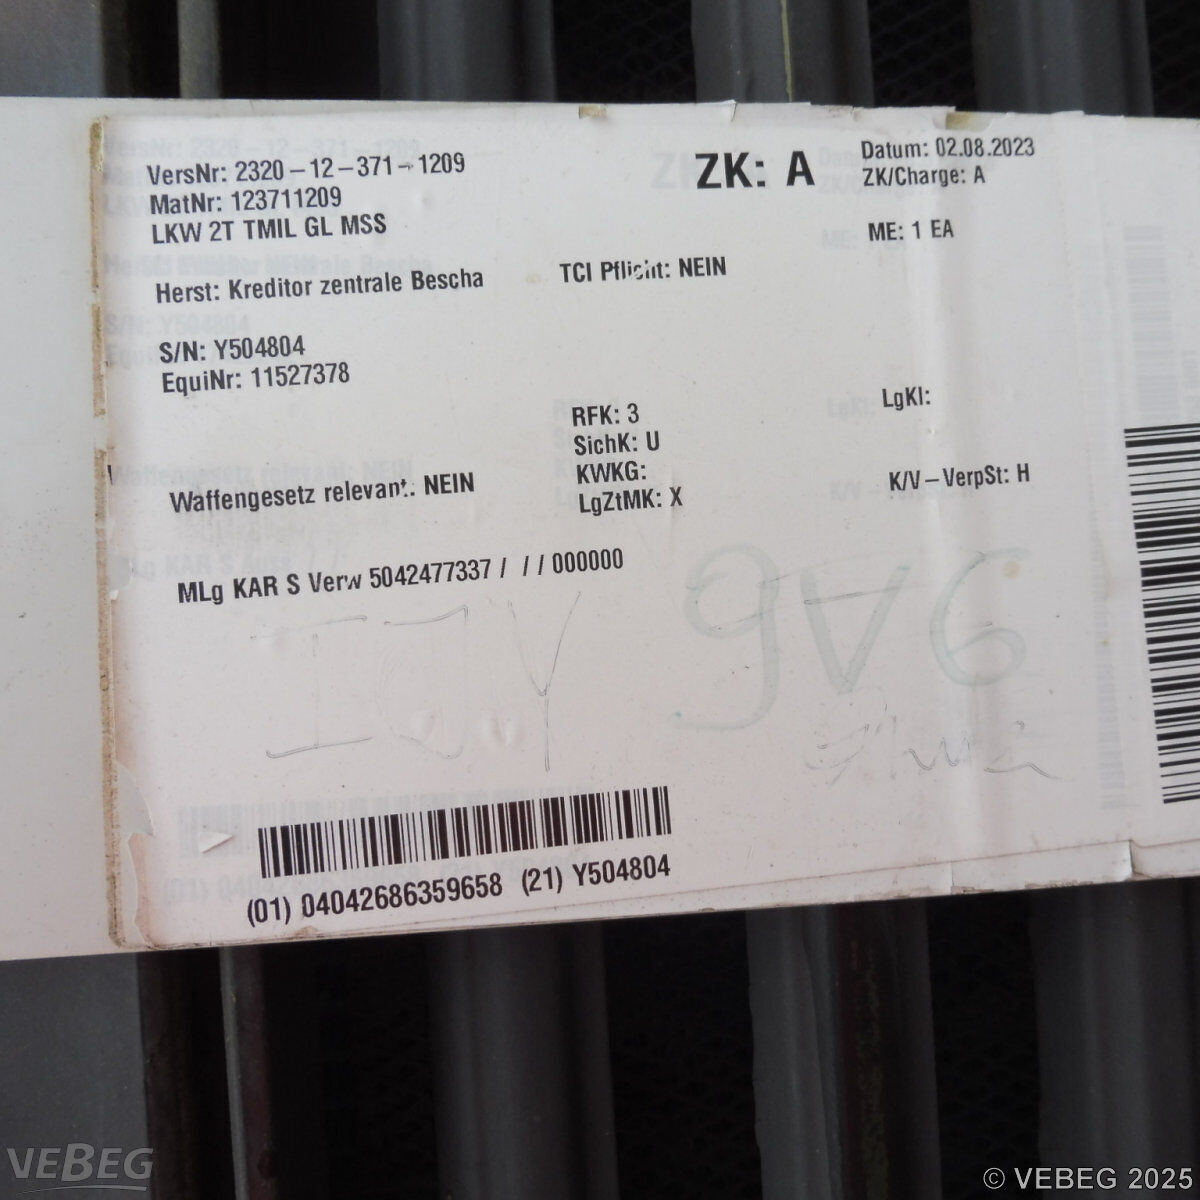 VersNr: 2320-12-371-1209
MatNr: 123711209
LKW 2T TMIL GL MSS
ZK: A
Datum: 02.08.2023
ZK/Charge: A
ME: 1 EA
Herst: Kreditor zentrale Bescha
TCI Pflicht: NEIN
S/N: Y504804
EquiNr: 11527378
RFK: 3
SichK: U
KWKG:
LgZtMK: X
LgKl:
Waffengesetz relevant: NEIN
K/V-VerpSt: H
MLg KAR S Verw 5042477337 / / / 000000
(01) 04042686359658 (21) Y504804
VEBEG
© VEBEG 2025